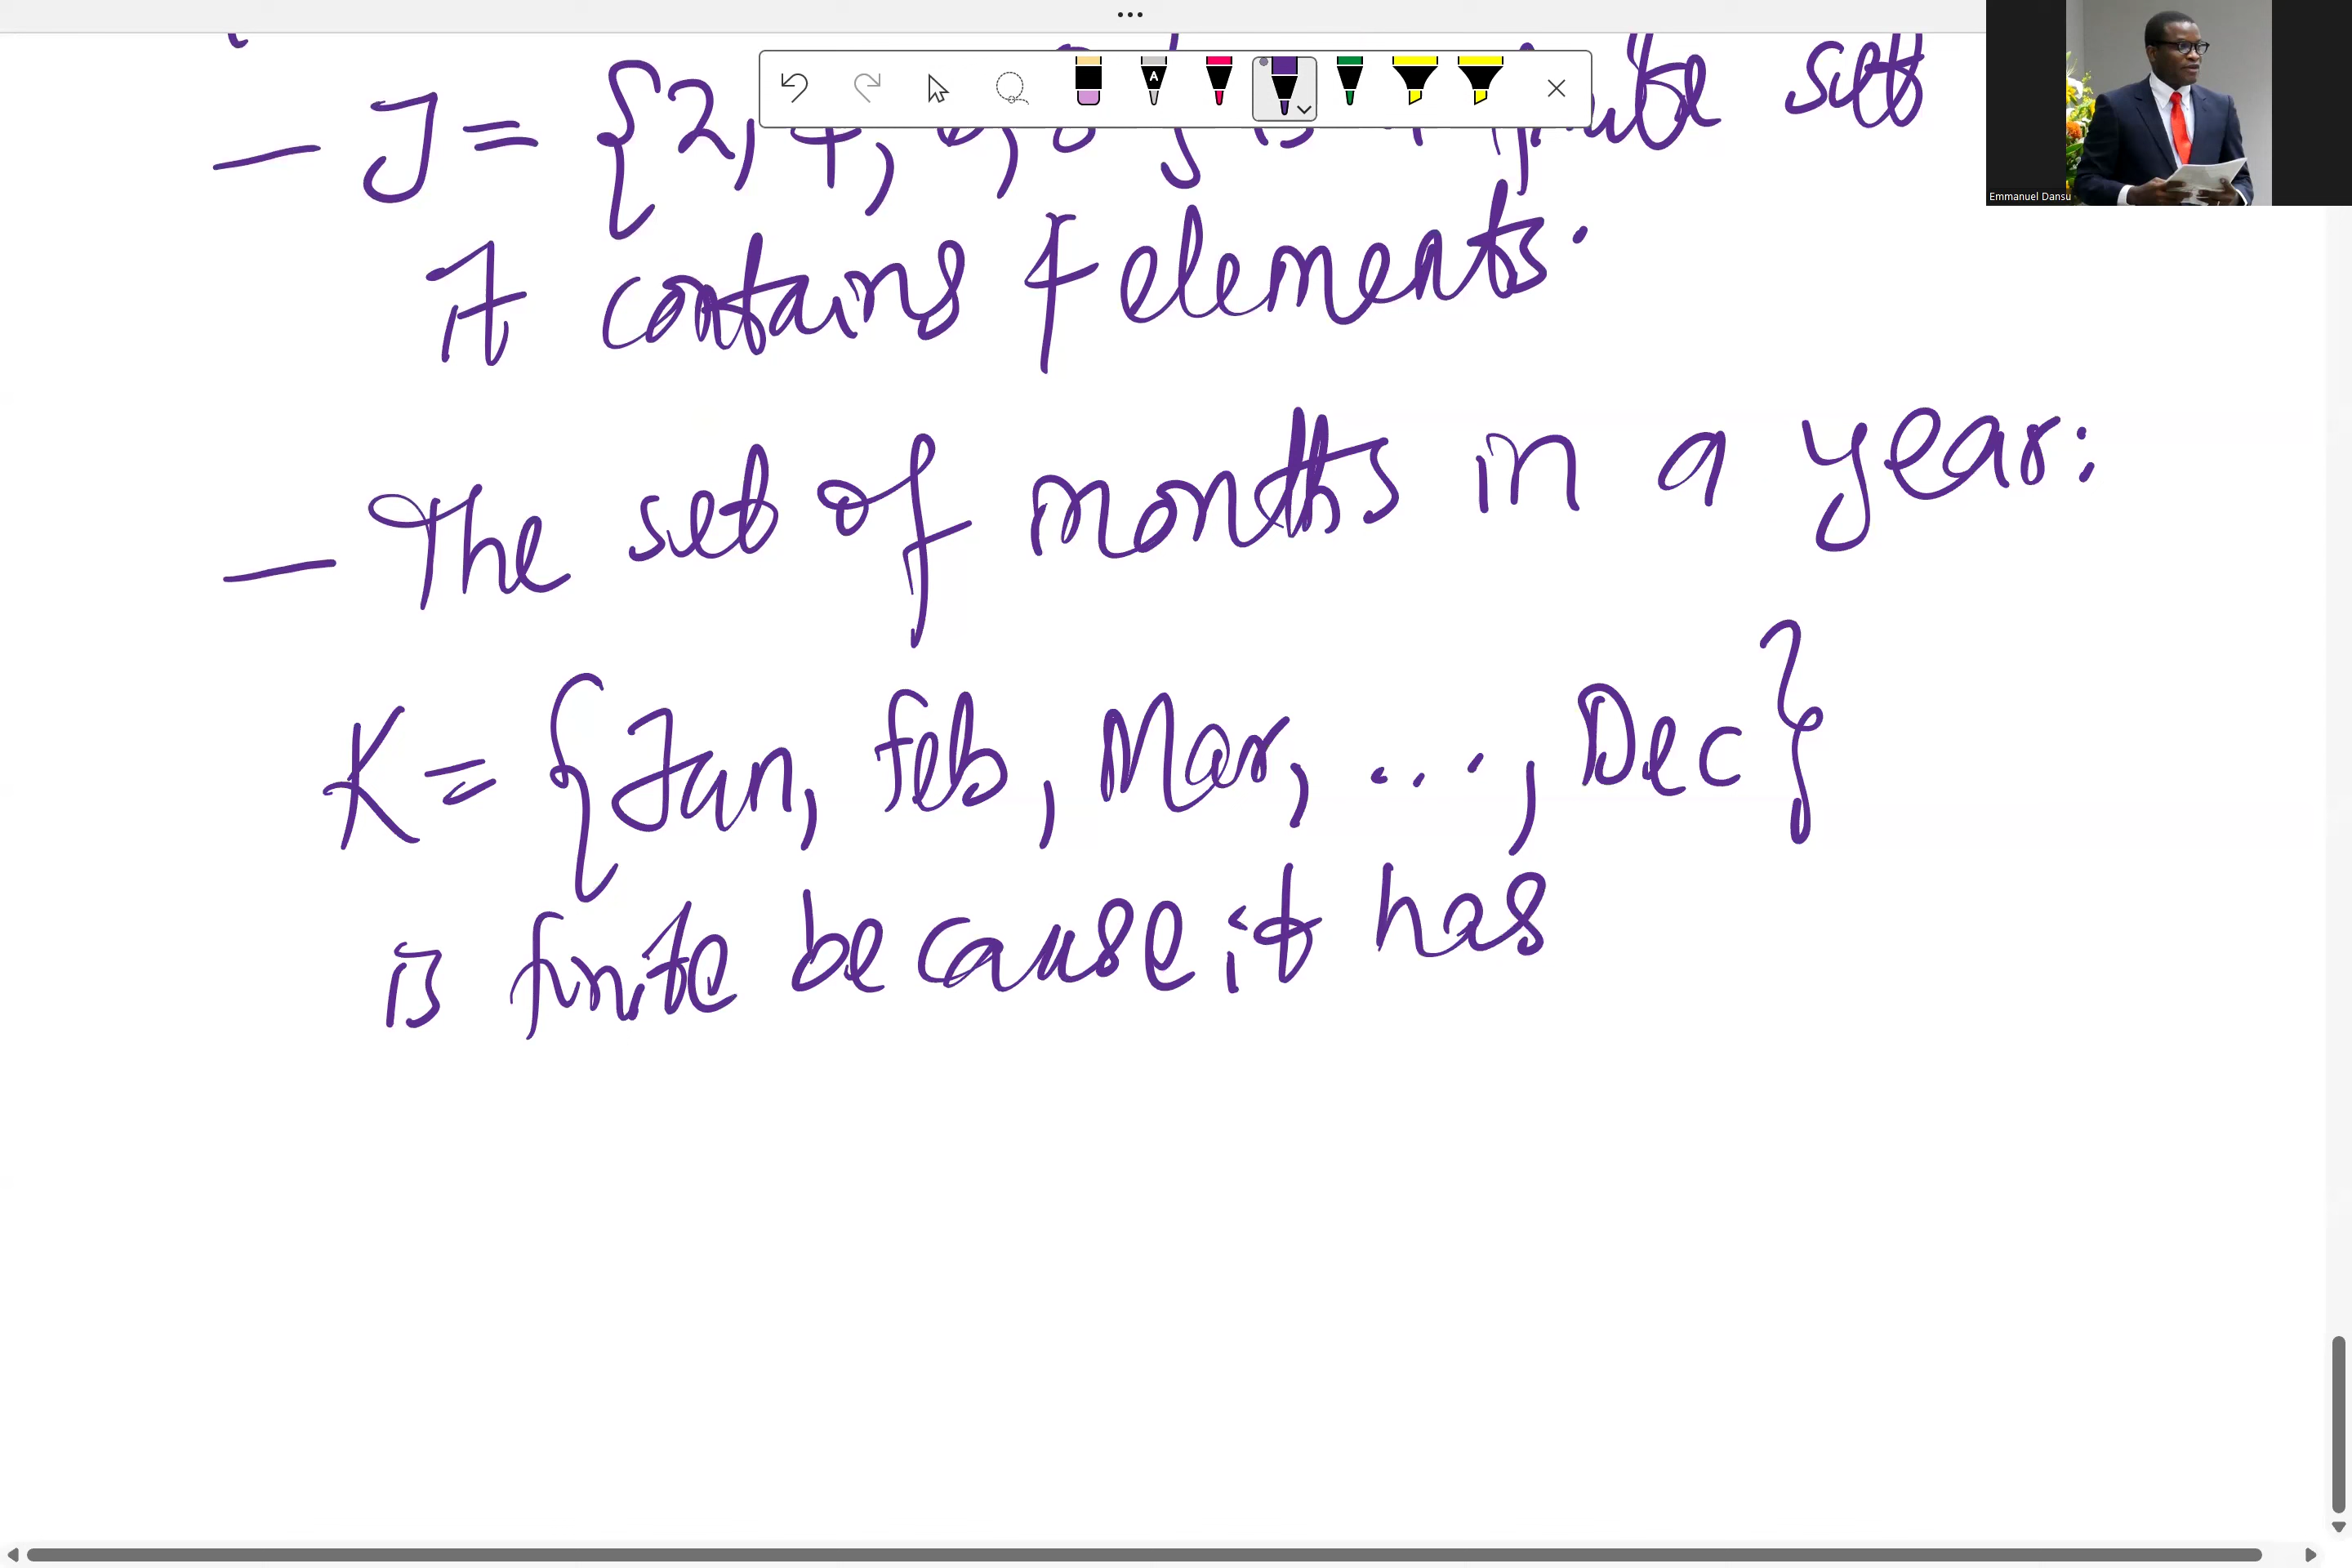 — J = {2, 4, 6, 8} is a finite set
It contains 4 elements.
— The set of months in a year:
K = {Jan, Feb, Mar, ..., Dec}
is finite because it has
Emmanuel Dansu
A